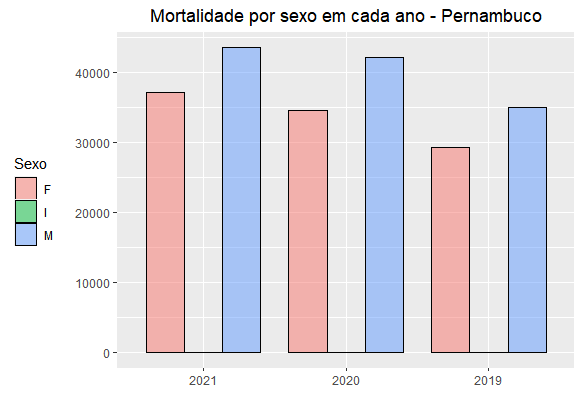 Mortalidade por sexo em cada ano - Pernambuco
40000
30000
20000
10000
0
2021 2020 2019
Sexo
F
I
M